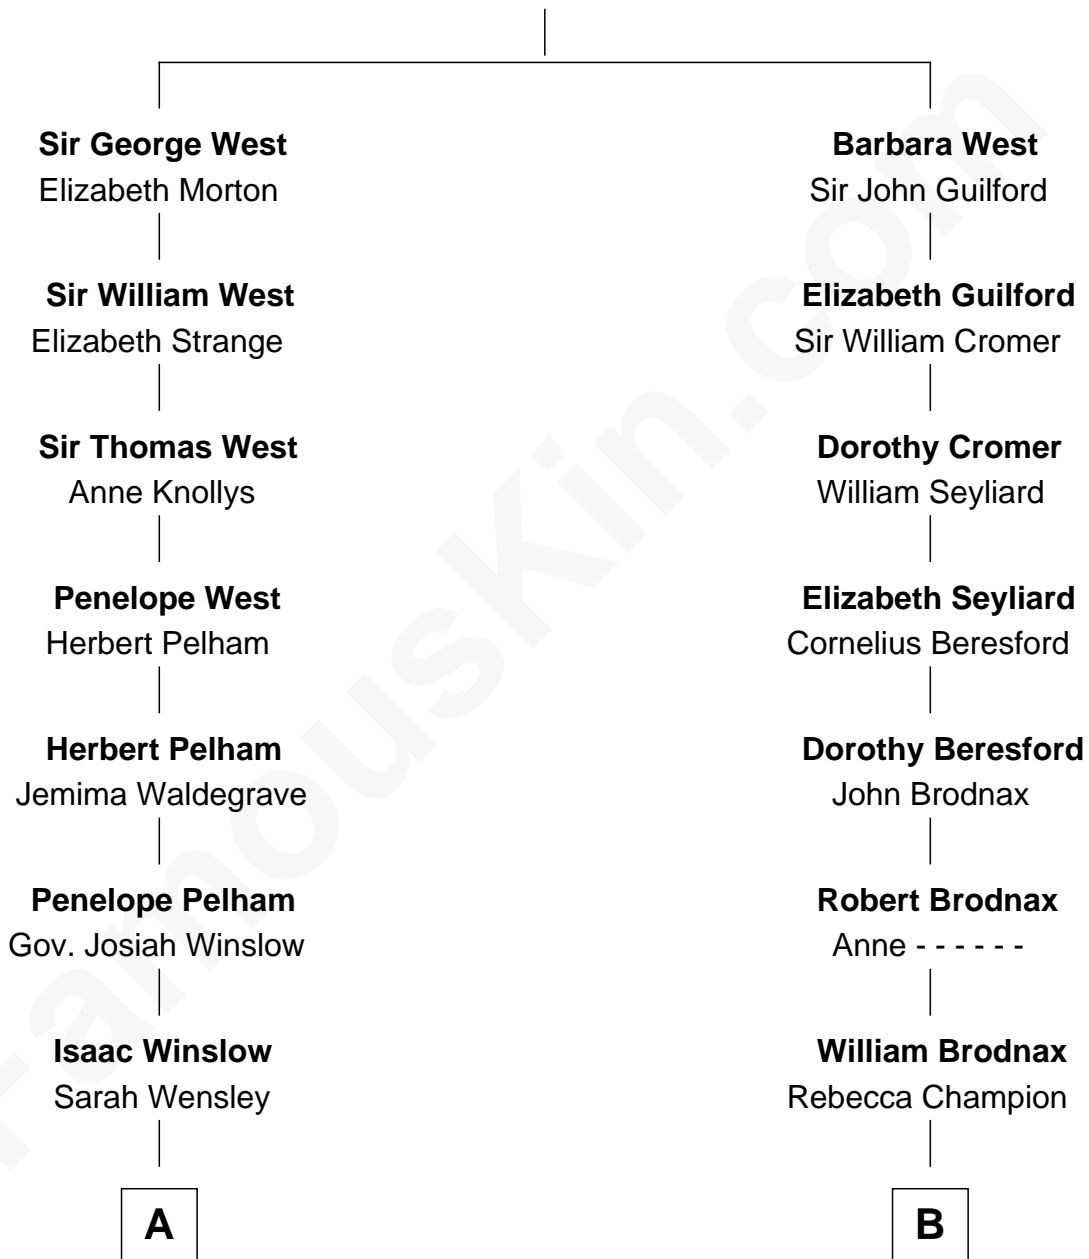 Sir George West
Elizabeth Morton
Sir William West
Elizabeth Strange
Sir Thomas West
Anne Knollys
Penelope West
Herbert Pelham
Herbert Pelham
Jemima Waldegrave
Penelope Pelham
Gov. Josiah Winslow
Isaac Winslow
Sarah Wensley
A
Barbara West
Sir John Guilford
Elizabeth Guilford
Sir William Cromer
Dorothy Cromer
William Seyliard
Elizabeth Seyliard
Cornelius Beresford
Dorothy Beresford
John Brodnax
Robert Brodnax
Anne - - - - - -
William Brodnax
Rebecca Champion
B
FamousKin.com